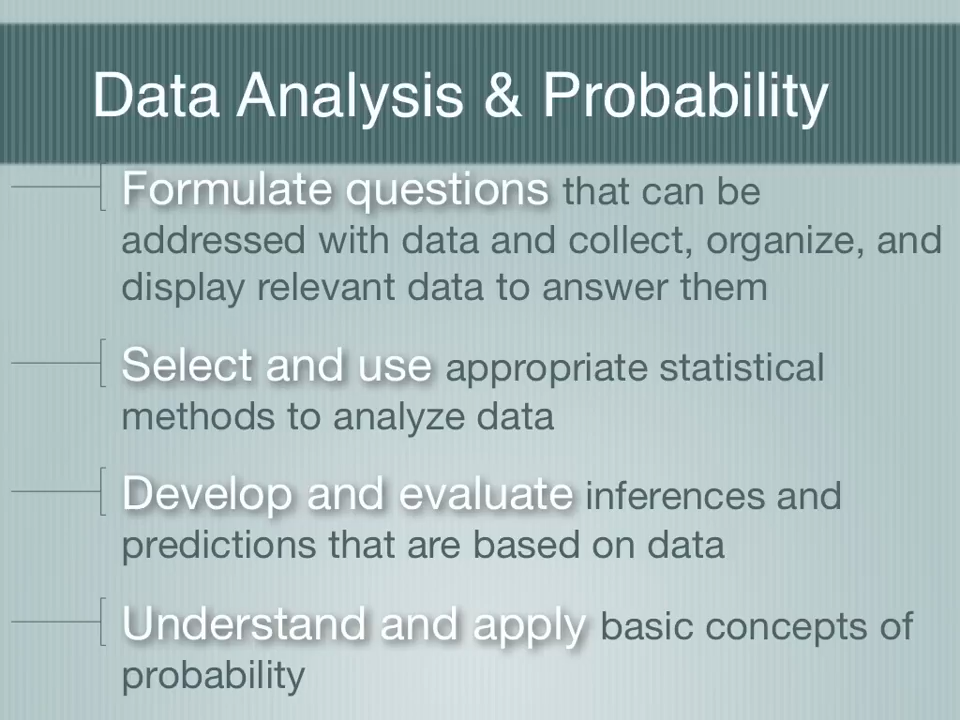 Data Analysis & Probability
Formulate questions that can be
addressed with data and collect, organize, and
display relevant data to answer them
Select and use appropriate statistical
methods to analyze data
Develop and evaluate inferences and
predictions that are based on data
Understand and apply basic concepts of
probability